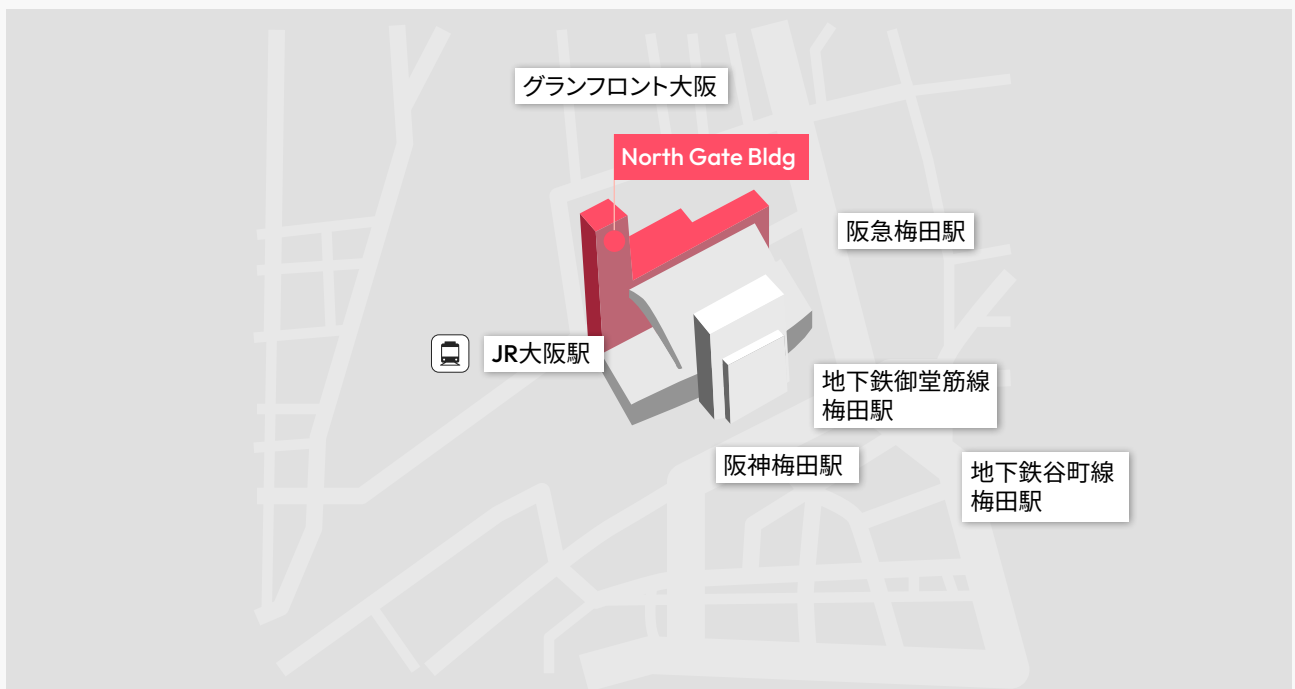 グランフロント大阪
North Gate Bldg
阪急梅田駅
JR大阪駅
地下鉄御堂筋線
梅田駅
阪神梅田駅
地下鉄谷町線
梅田駅